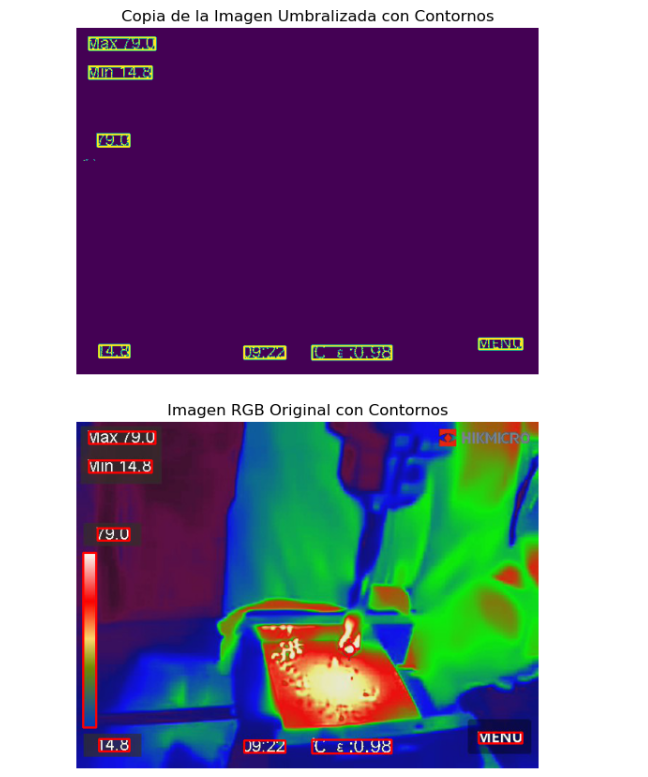 Copia de la Imagen Umbralizada con Contornos
Max 79.0
Min 14.8
79.0
14.8
09:22
C ε:0.98
MENU
Imagen RGB Original con Contornos
Max 79.0
HIKMICRO
Min 14.8
79.0
14.8
09:22
C ε:0.98
MENU